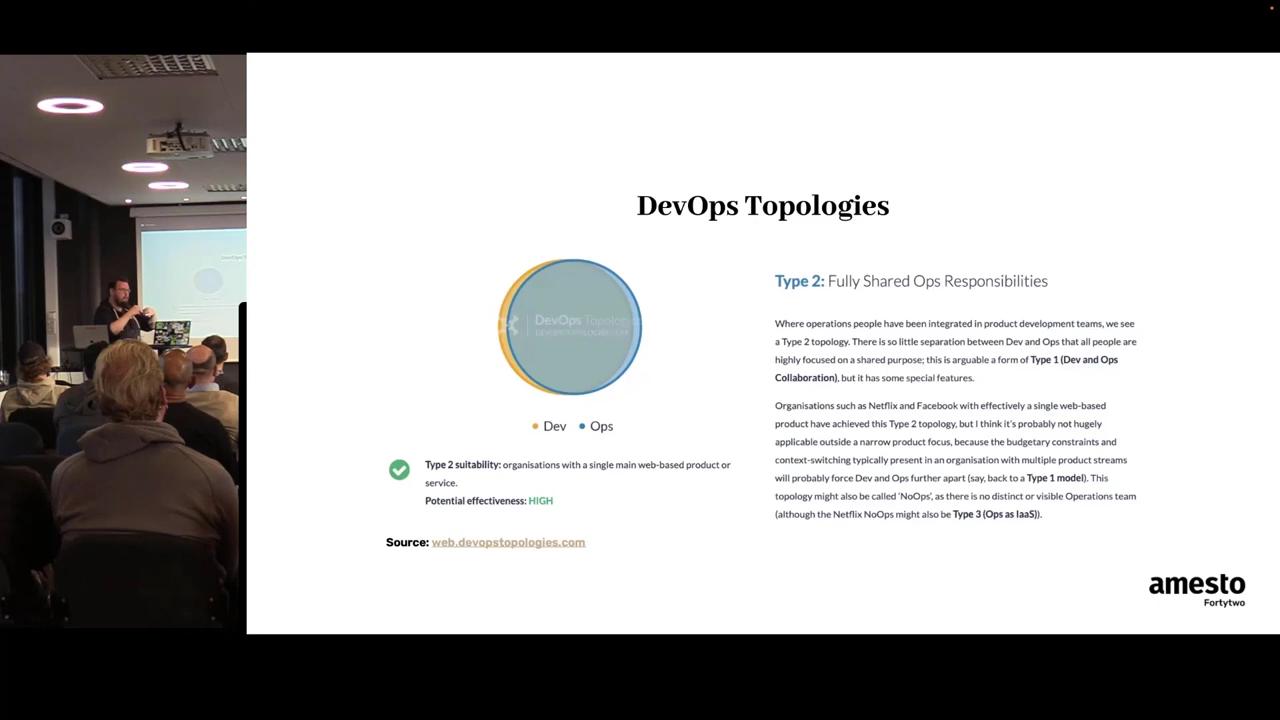 DevOps Topologies
DevOps Topolo
Dev Ops
Type 2 suitability: organisations with a single main web-based product or
service.
Potential effectiveness: HIGH
Source: web.devopstopologies.com
Type 2: Fully Shared Ops Responsibilities
Where operations people have been integrated in product development teams, we see
a Type 2 topology. There is so little separation between Dev and Ops that all people are
highly focused on a shared purpose; this is arguable a form of Type 1 (Dev and Ops
Collaboration), but it has some special features.
Organisations such as Netflix and Facebook with effectively a single web-based
product have achieved this Type 2 topology, but I think it's probably not hugely
applicable outside a narrow product focus, because the budgetary constraints and
context-switching typically present in an organisation with multiple product streams
will probably force Dev and Ops further apart (say, back to a Type 1 model). This
topology might also be called 'NoOps', as there is no distinct or visible Operations team
(although the Netflix NoOps might also be Type 3 (Ops as IaaS)).
amesto
Fortytwo